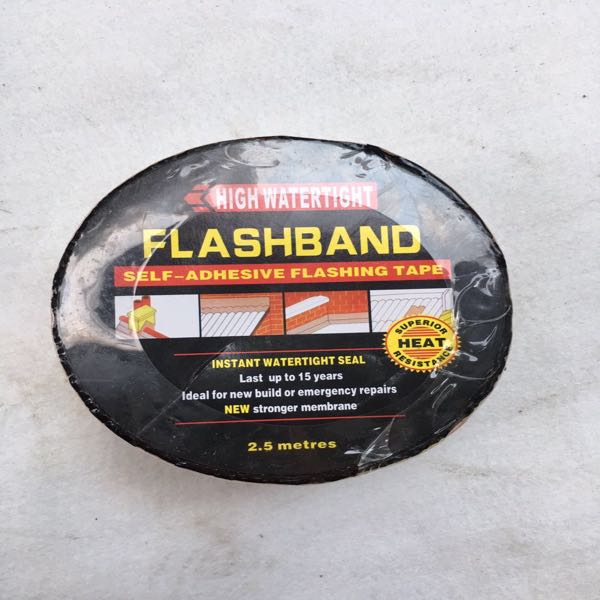 HIGH WATERTIGHT
FLASHBAND
SELF-ADHESIVE FLASHING TAPE
SUPERIOR
HEAT
RESISTANCE
INSTANT WATERTIGHT SEAL
Last up to 15 years
Ideal for new build or emergency repairs
NEW stronger membrane
2.5 metres